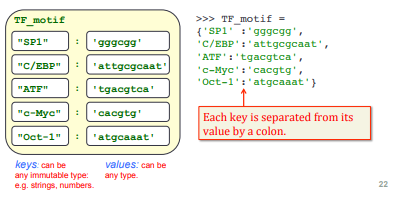 TF_motif
"SP1" : 'gggcgg'
"C/EBP" : 'attgcgcaat'
"ATF" : 'tgacgtca'
"c-Myc" : 'cacgtg'
"Oct-1" : 'atgcaaat'
keys: can be
any immutable type:
e.g. strings, numbers.
values: can be
any type.
>>> TF_motif =
{'SP1' :'gggcgg',
'C/EBP':'attgcgcaat',
'ATF':'tgacgtca',
'c-Myc':'cacgtg',
'Oct-1':'atgcaaat'}
Each key is separated from its
value by a colon.
22